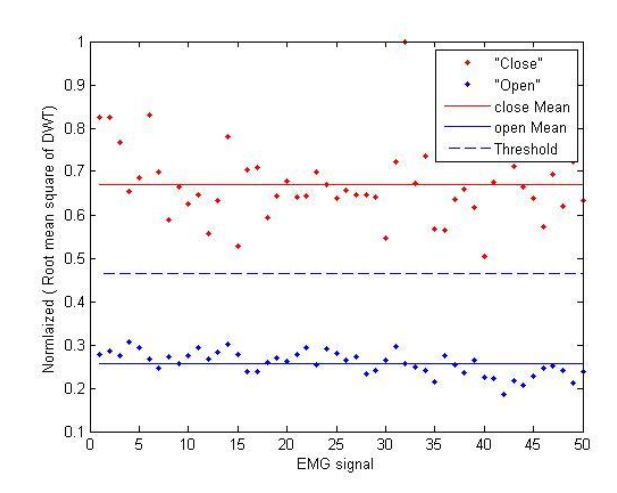 1
0.9
0.8
0.7
0.6
0.5
0.4
0.3
0.2
0.1
0 5 10 15 20 25 30 35 40 45 50
Normlaized ( Root mean square of DWT)
EMG signal
"Close"
"Open"
close Mean
open Mean
Threshold